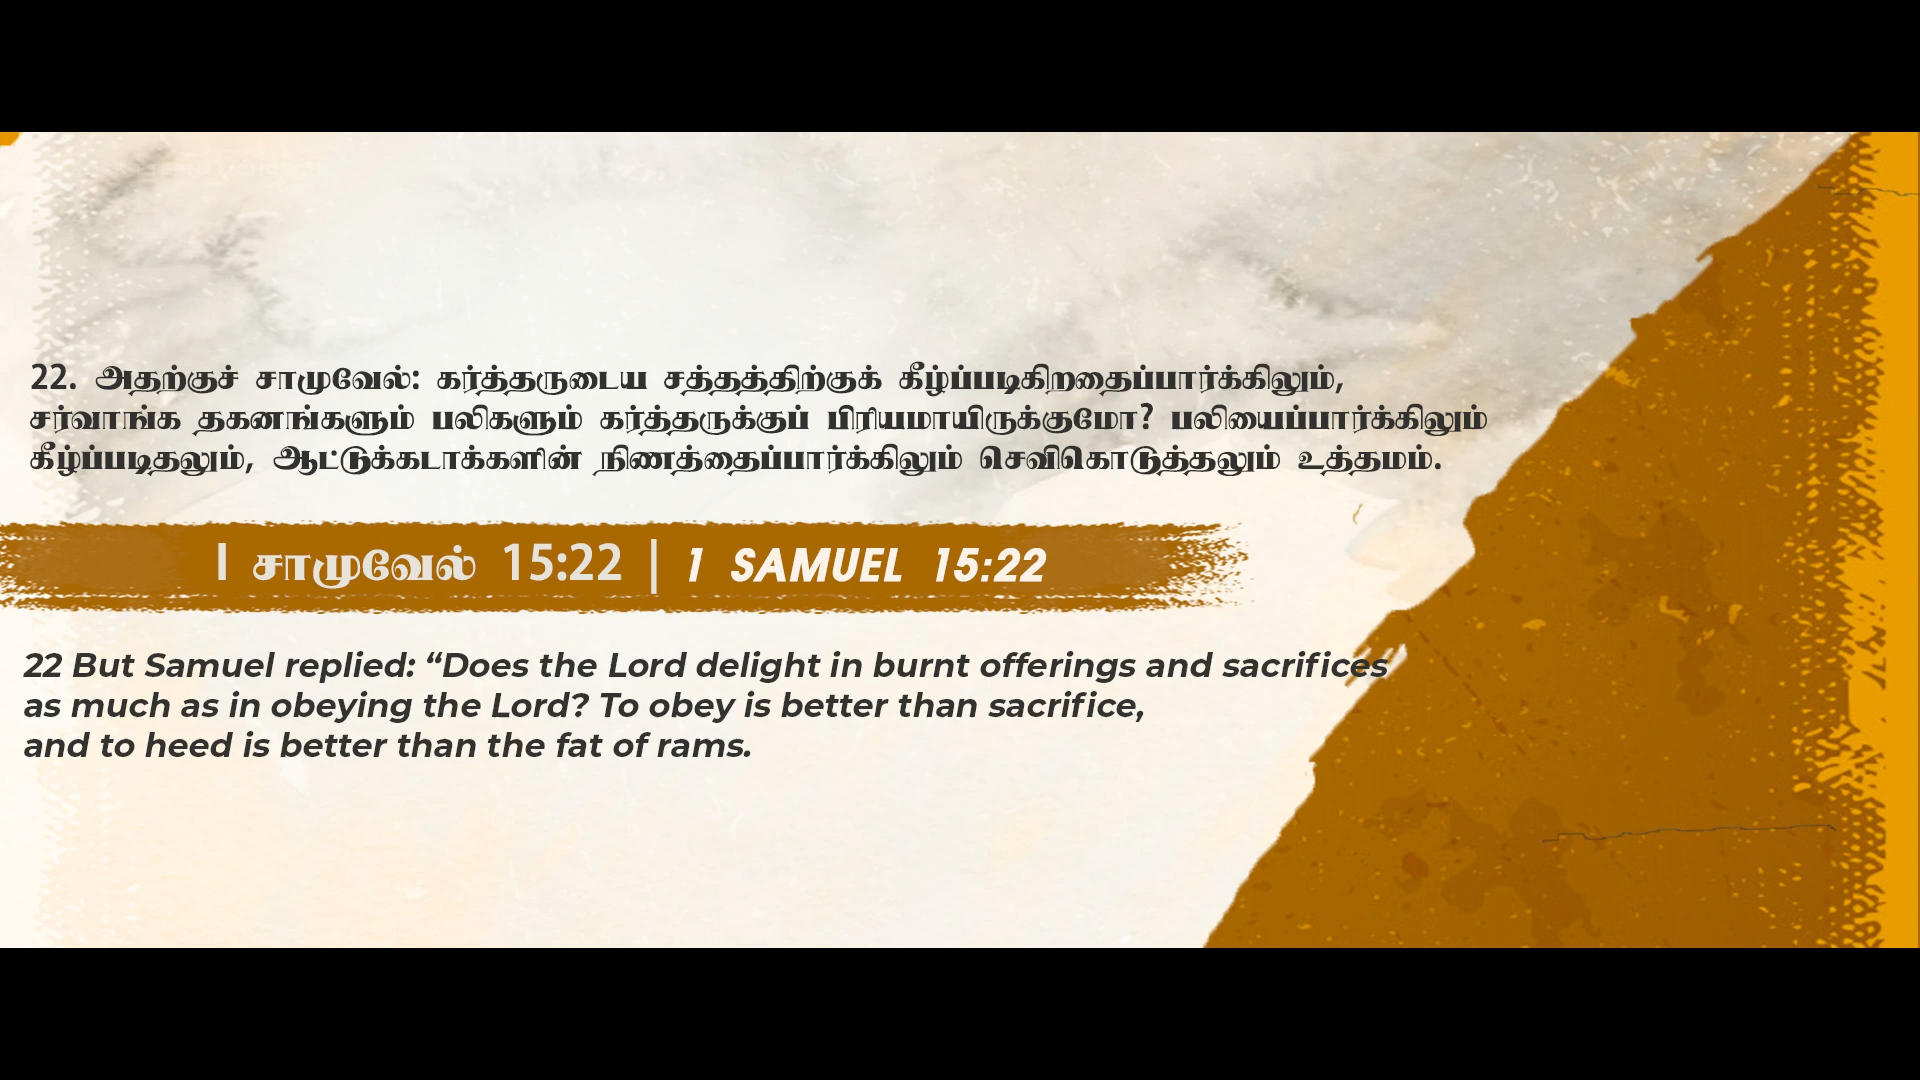 22. அதற்குச் சாமுவேல்: கர்த்தருடைய சத்தத்திற்குக் கீழ்ப்படிகிறதைப்பார்க்கிலும்,
சர்வாங்க தகனங்களும் பலிகளும் கர்த்தருக்குப் பிரியமாயிருக்குமோ? பலியைப்பார்க்கிலும்
கீழ்ப்படிதலும், ஆட்டுக்கடாக்களின் நிணத்தைப்பார்க்கிலும் செவிகொடுத்தலும் உத்தமம்.
I சாமுவேல் 15:22 | 1 SAMUEL 15:22
22 But Samuel replied: “Does the Lord delight in burnt offerings and sacrifices
as much as in obeying the Lord? To obey is better than sacrifice,
and to heed is better than the fat of rams.